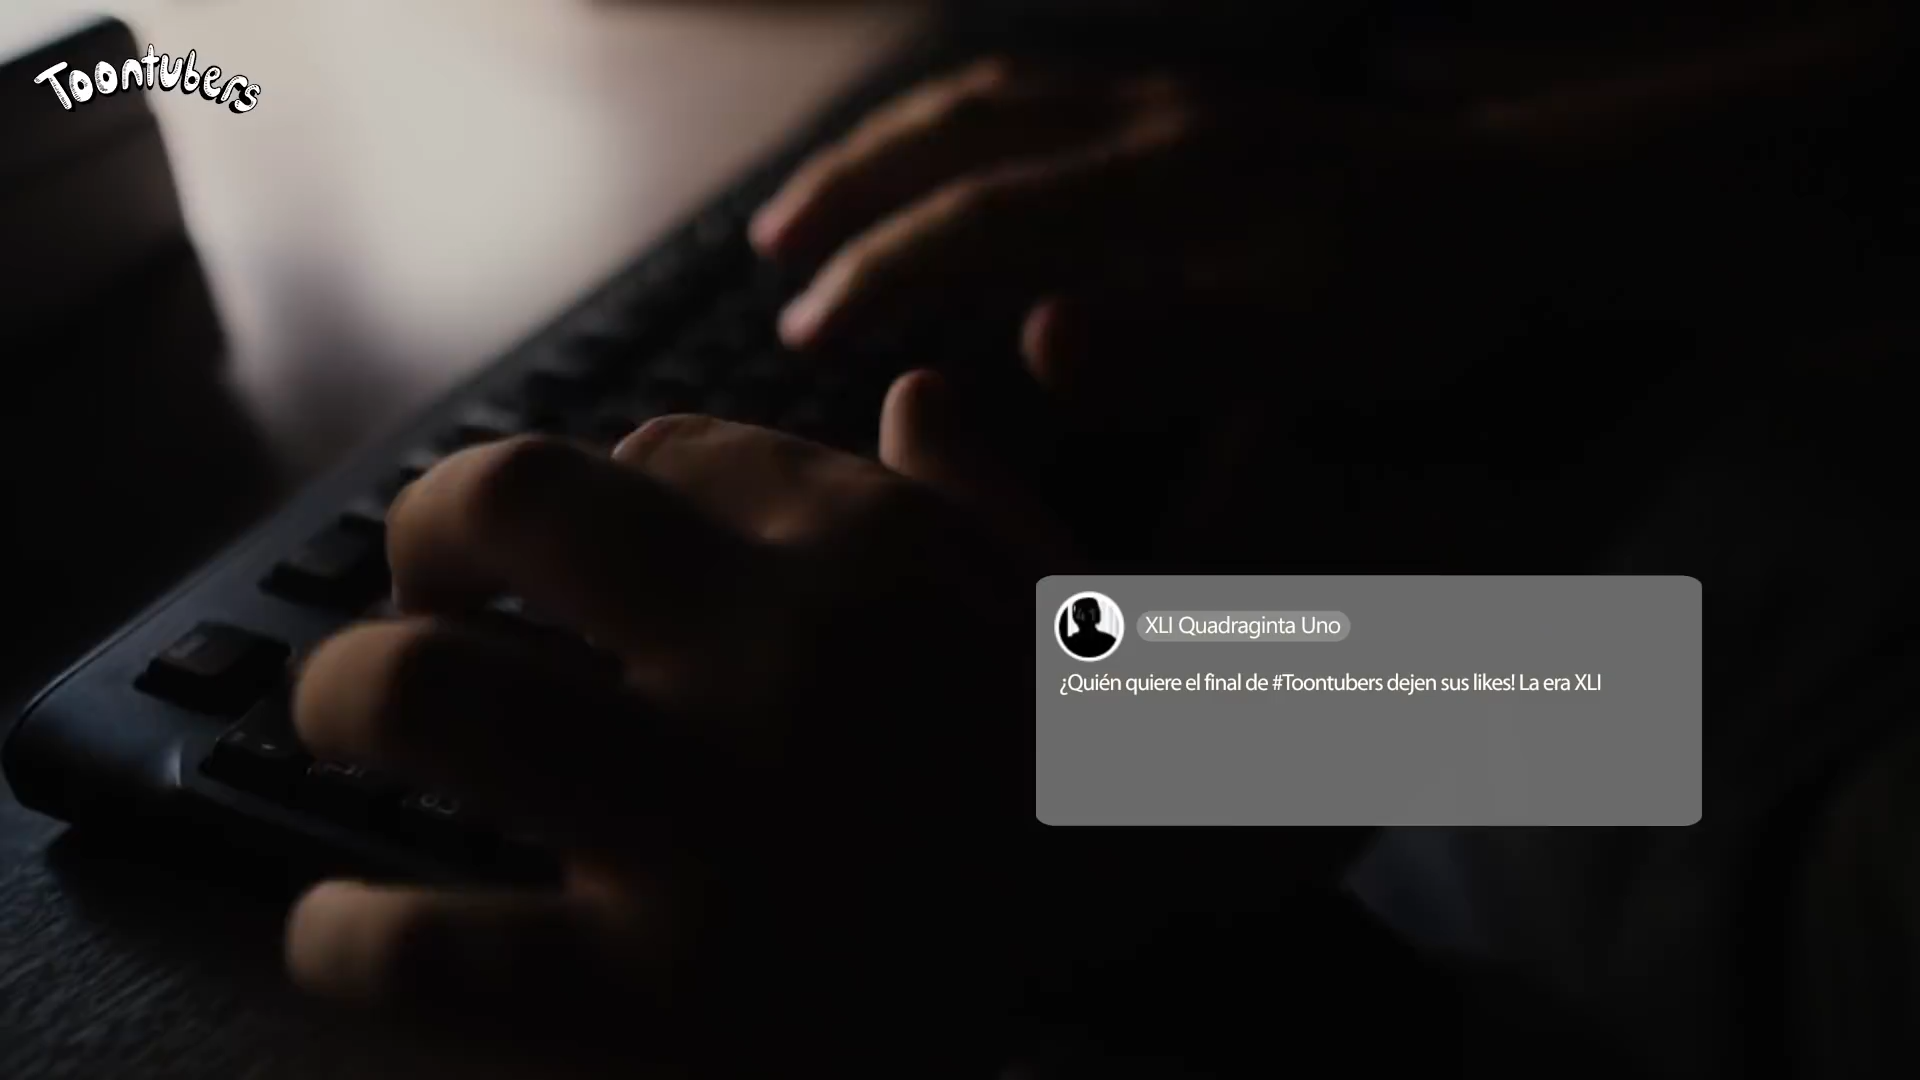 Toontubers
XLI Quadraginta Uno
¿Quién quiere el final de #Toontubers dejen sus likes! La era XLI